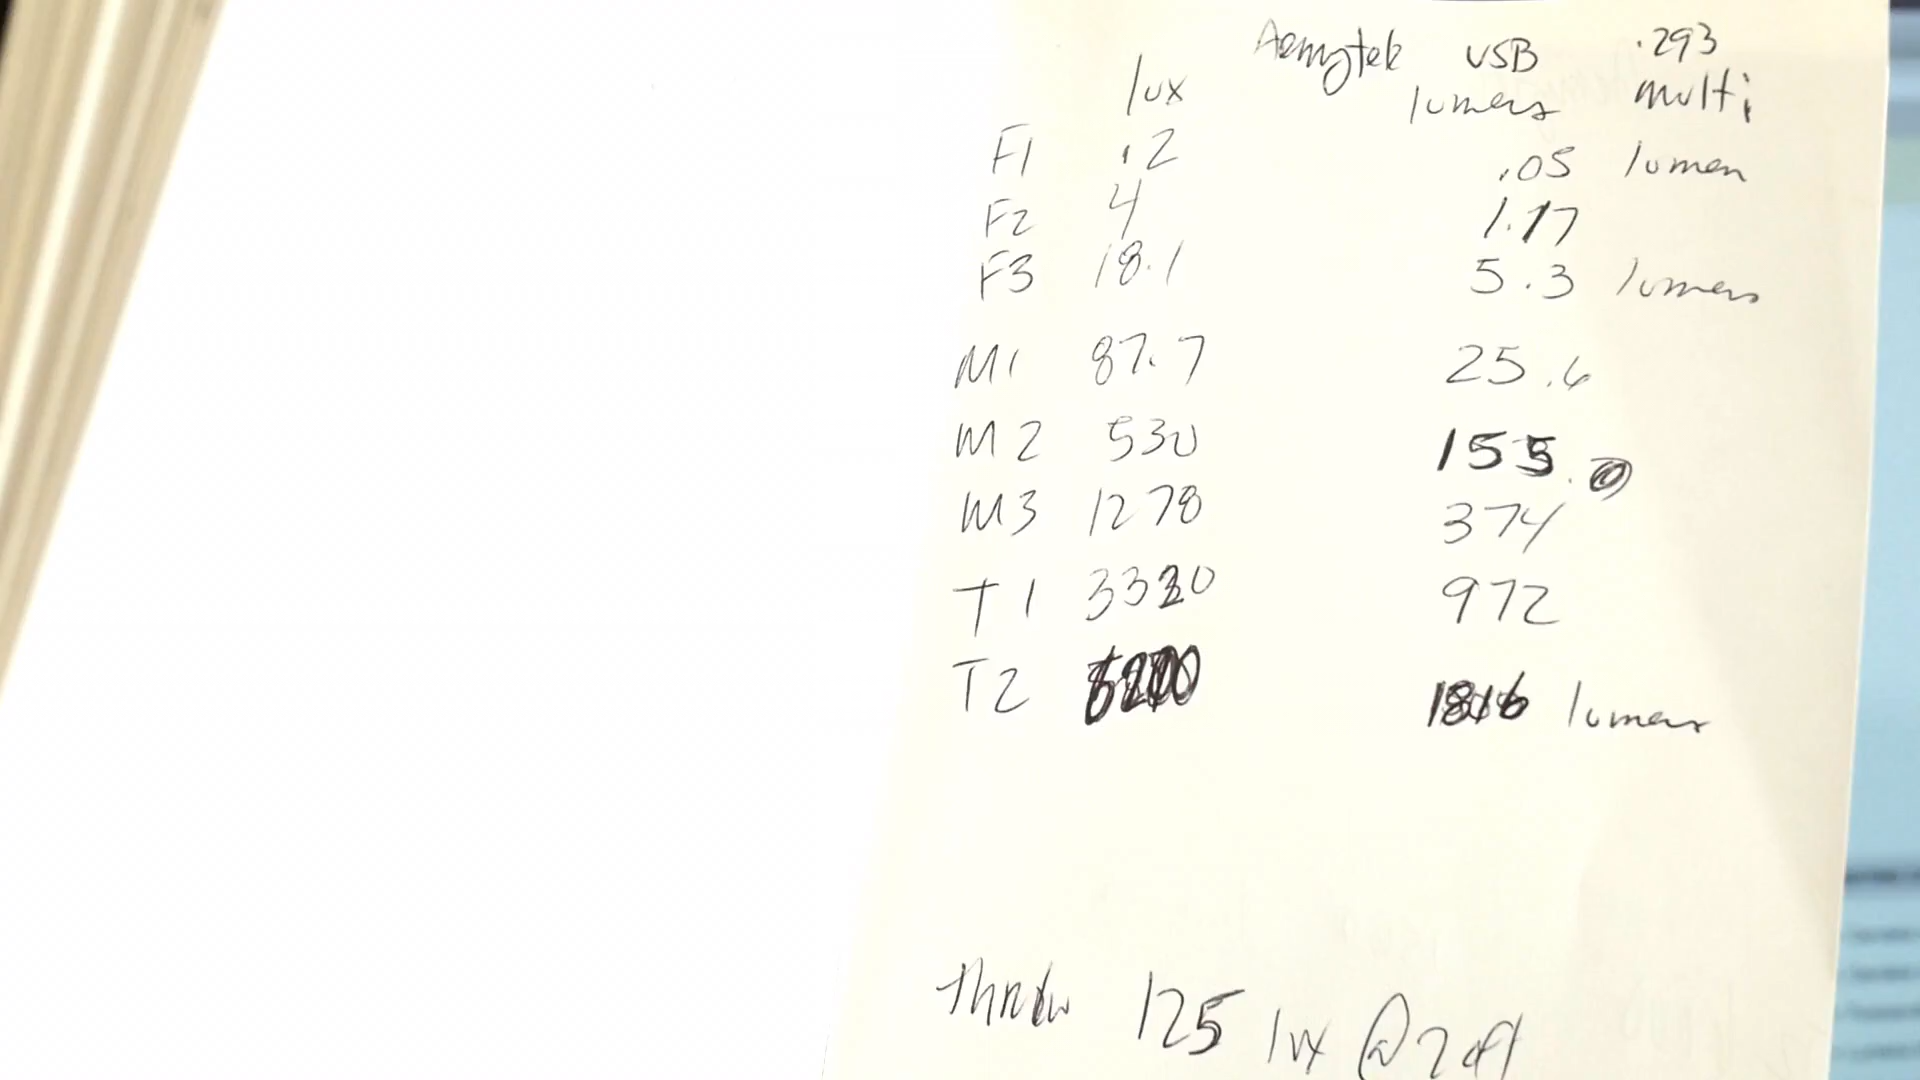 Aemytek USB .293
lux lumens multi
F1 .2 .05 lumen
F2 4 1.17
F3 18.1 5.3 lumens
M1 87.7 25.6
M2 530 155.0
M3 1278 374
T1 3320 972
T2 1816 lumens
throw 125 lux @ 20ft